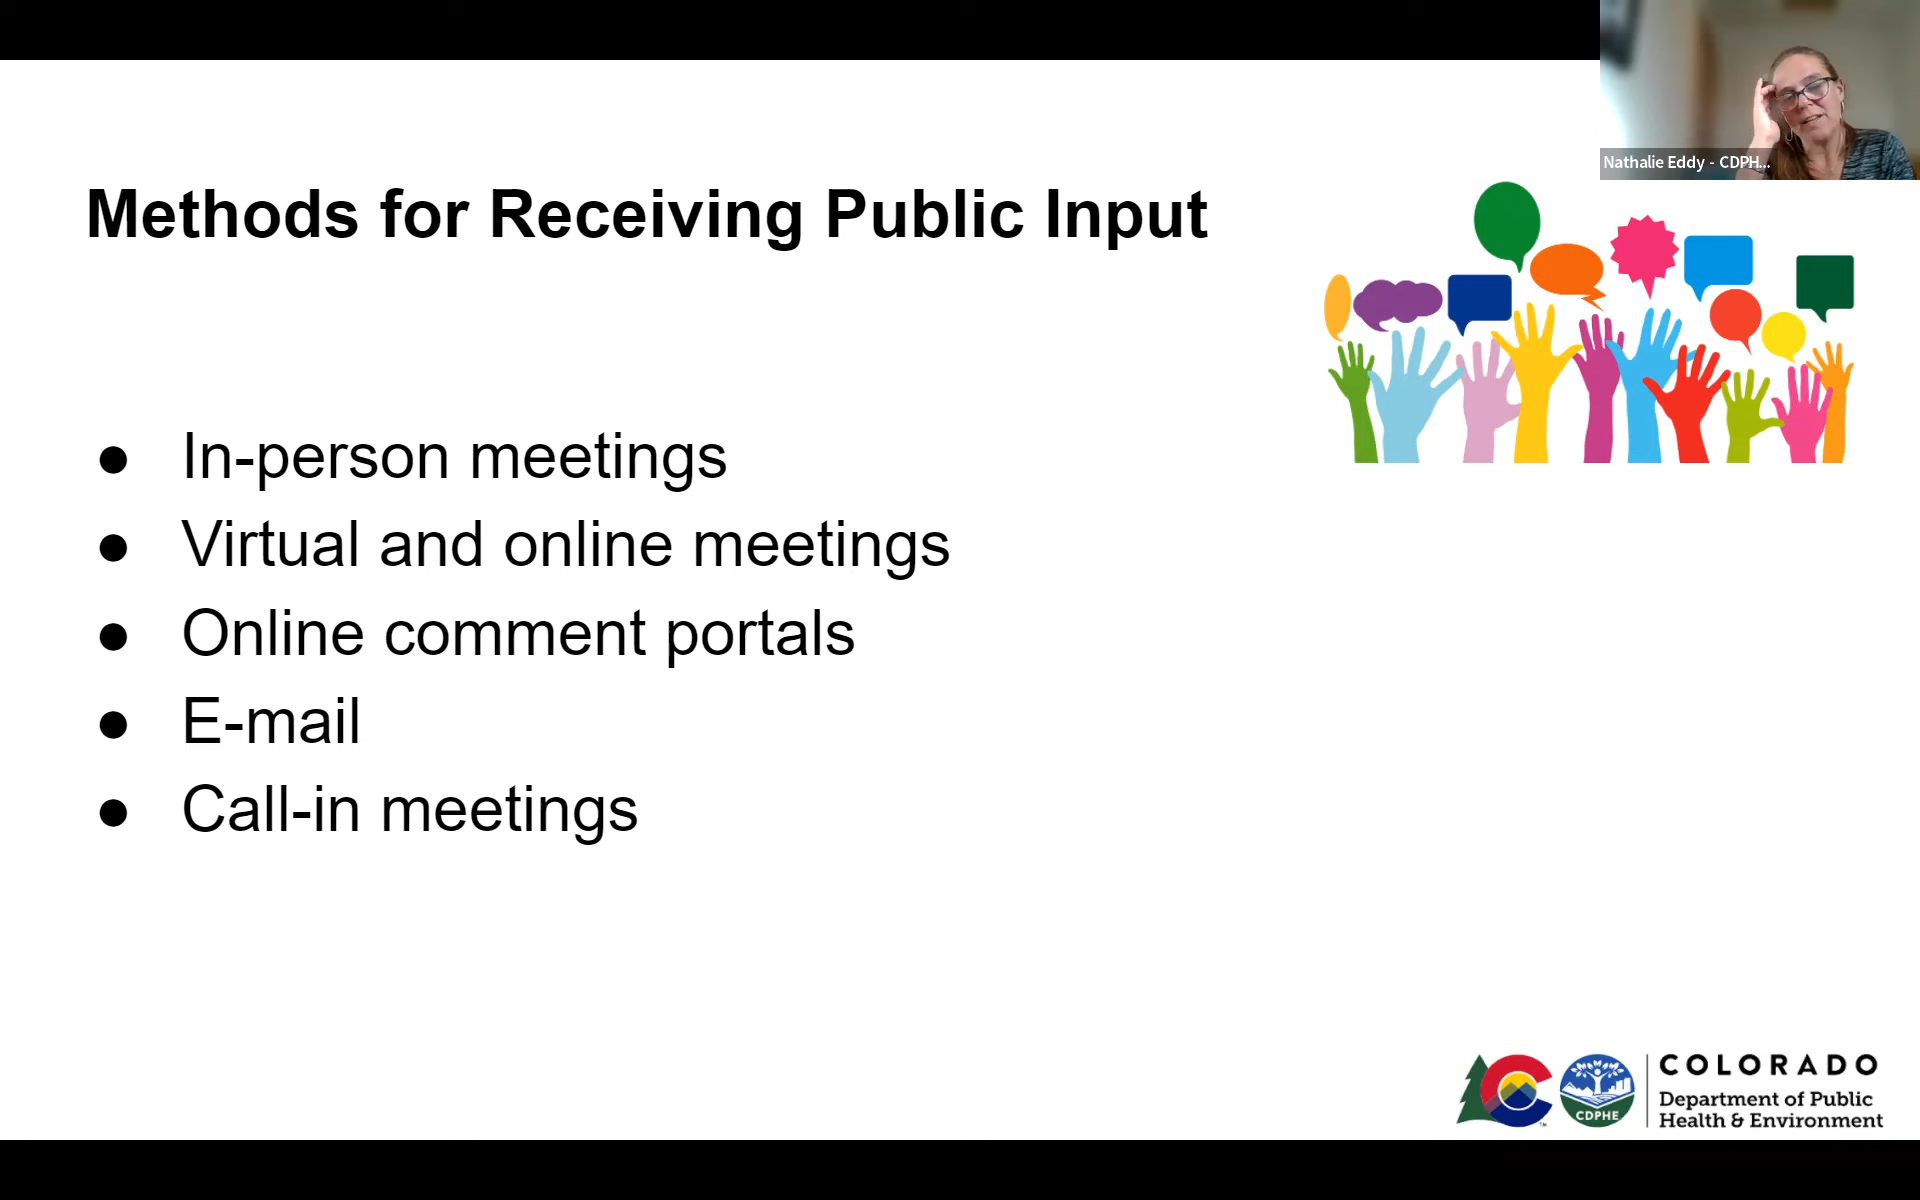 Nathalie Eddy - CDPH...
Methods for Receiving Public Input
● In-person meetings
● Virtual and online meetings
● Online comment portals
● E-mail
● Call-in meetings
CDPHE
COLORADO
Department of Public
Health & Environment